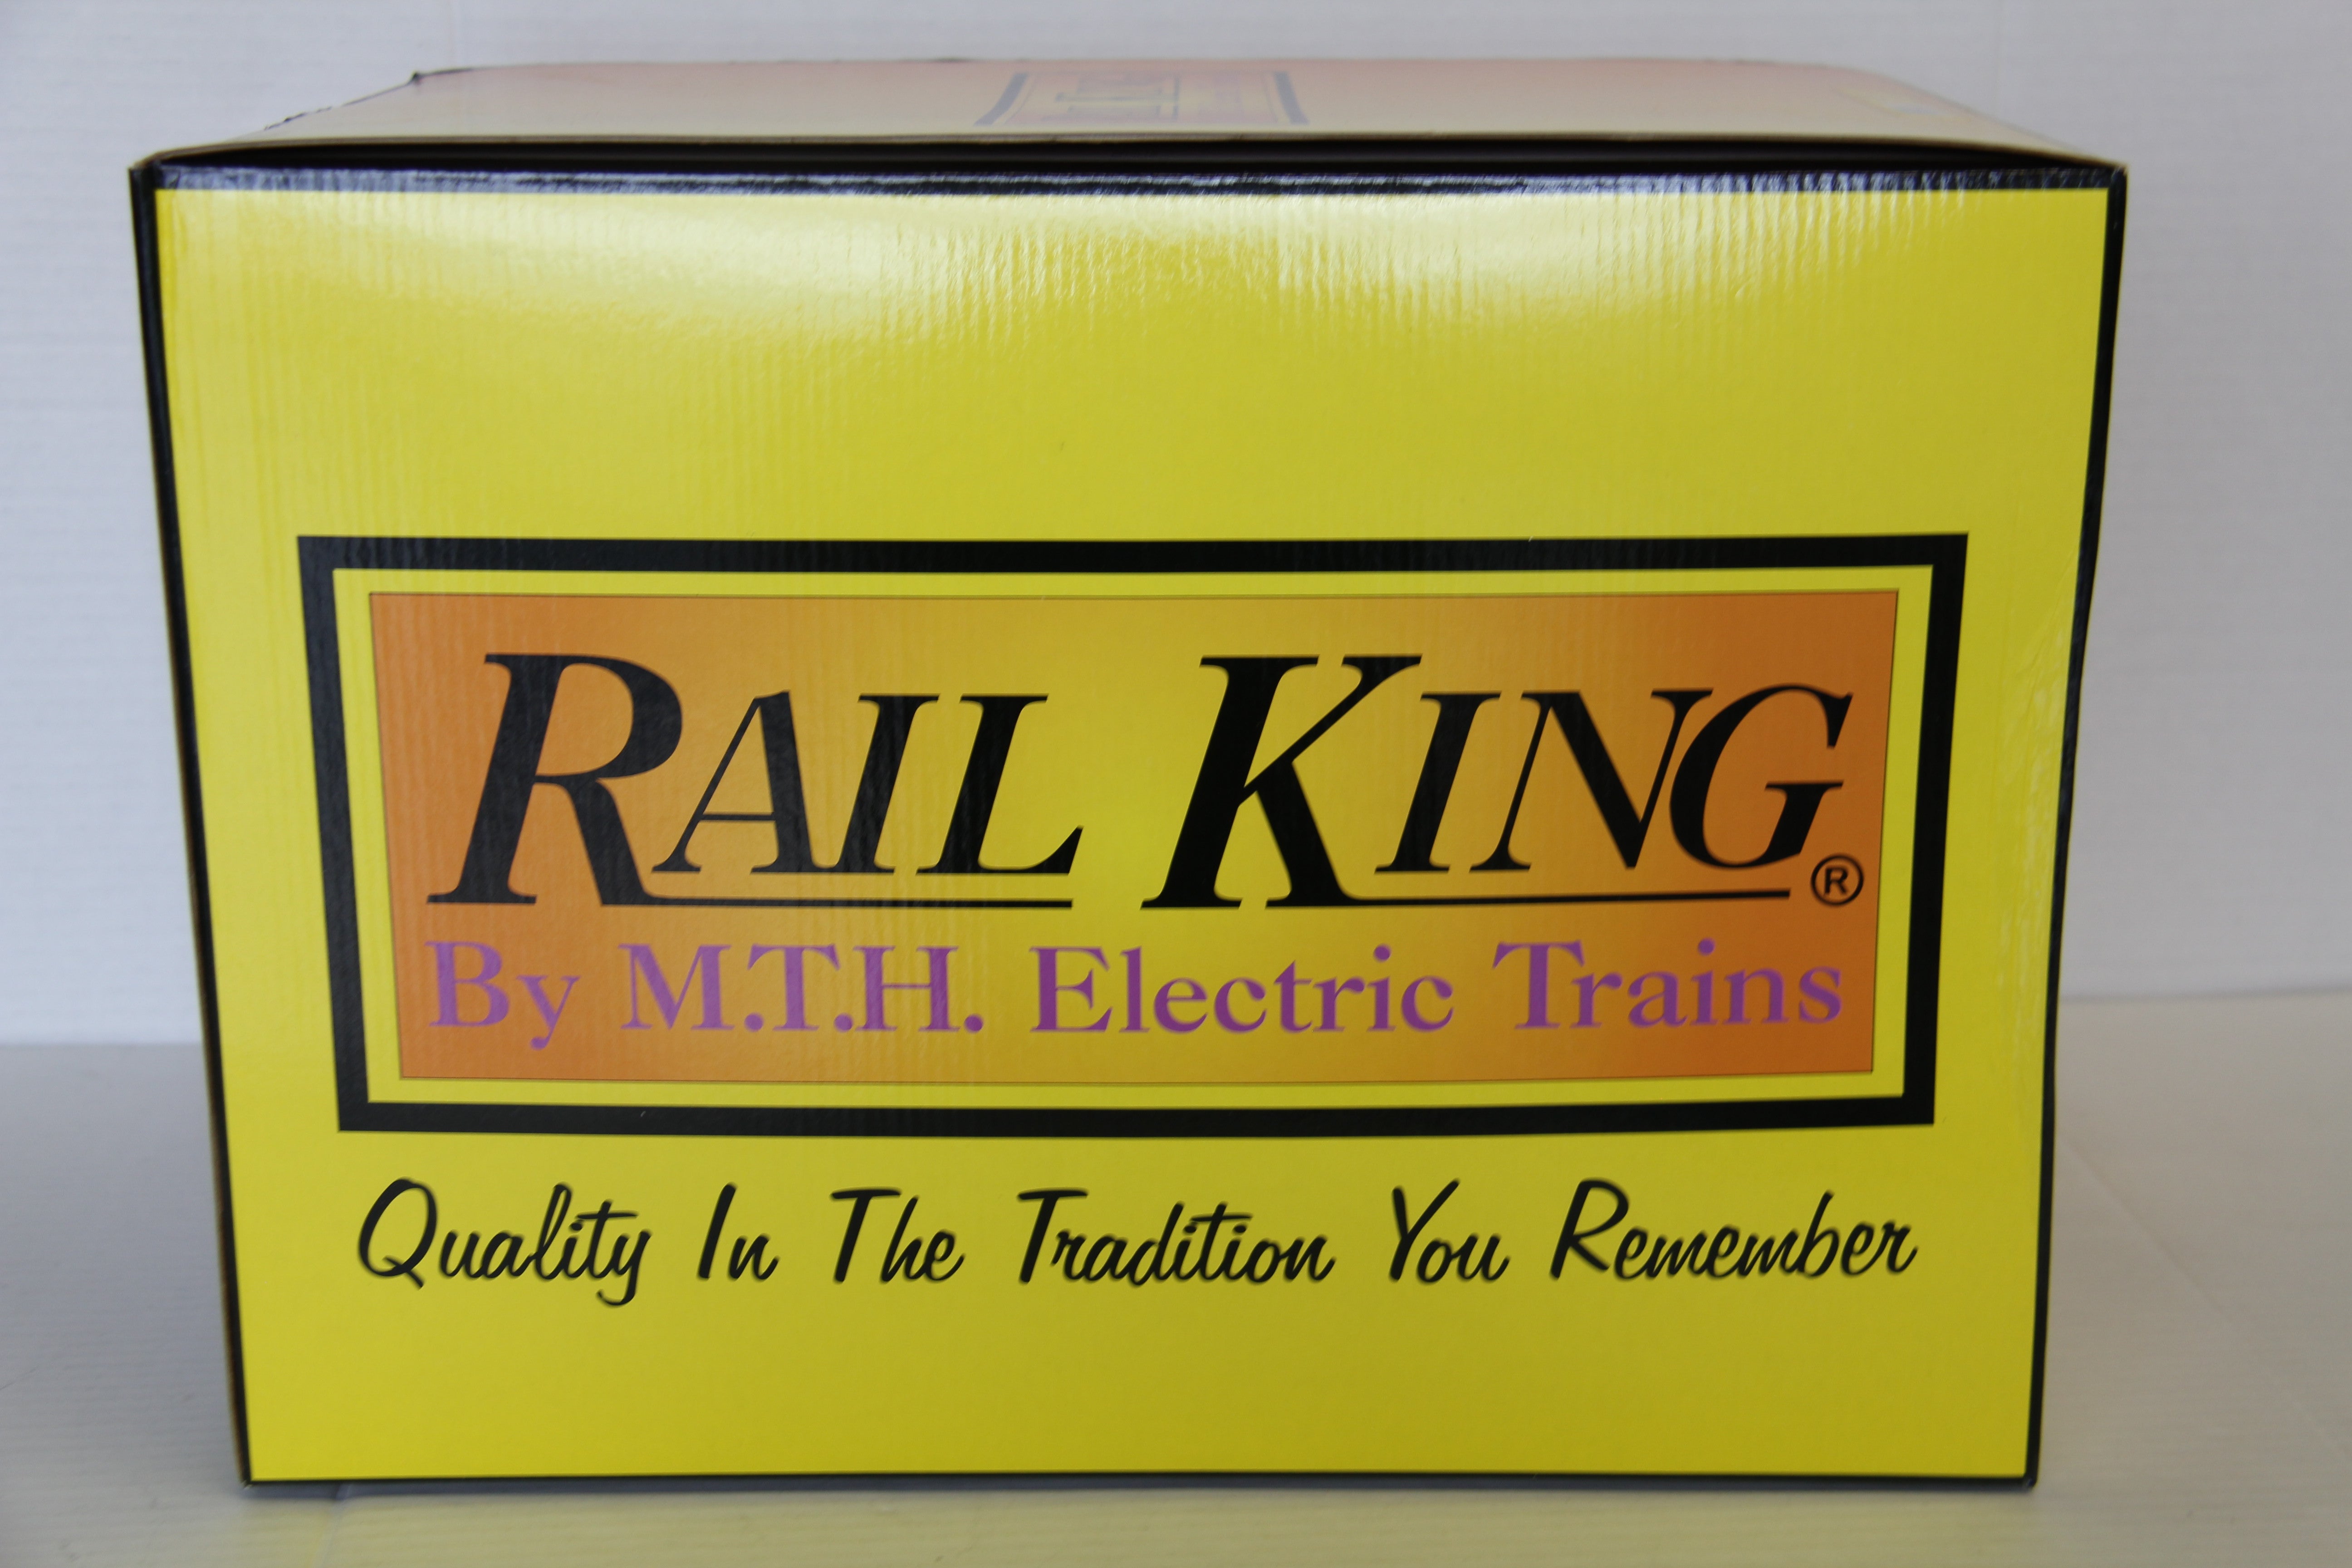 RAIL KING®
By M.T.H. Electric Trains
Quality In The Tradition You Remember